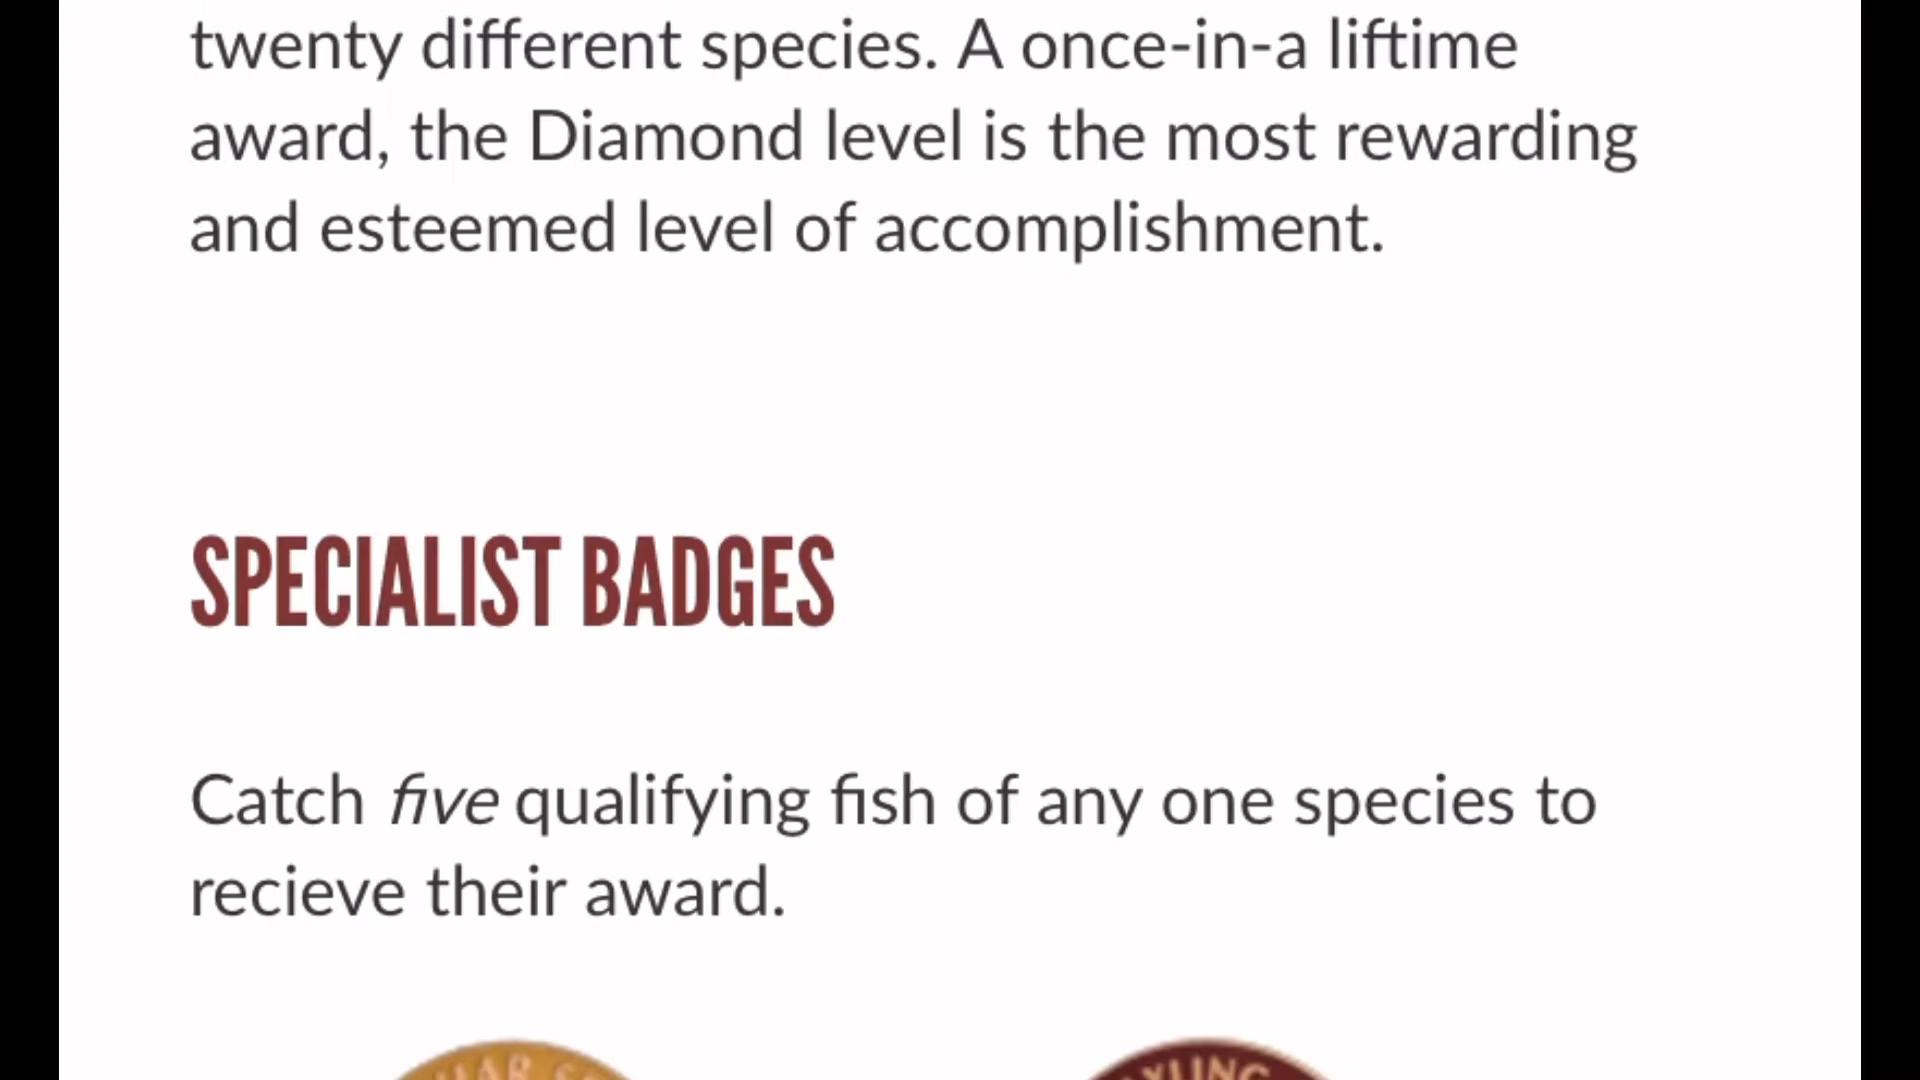 twenty different species. A once-in-a liftime
award, the Diamond level is the most rewarding
and esteemed level of accomplishment.
SPECIALIST BADGES
Catch five qualifying fish of any one species to
recieve their award.